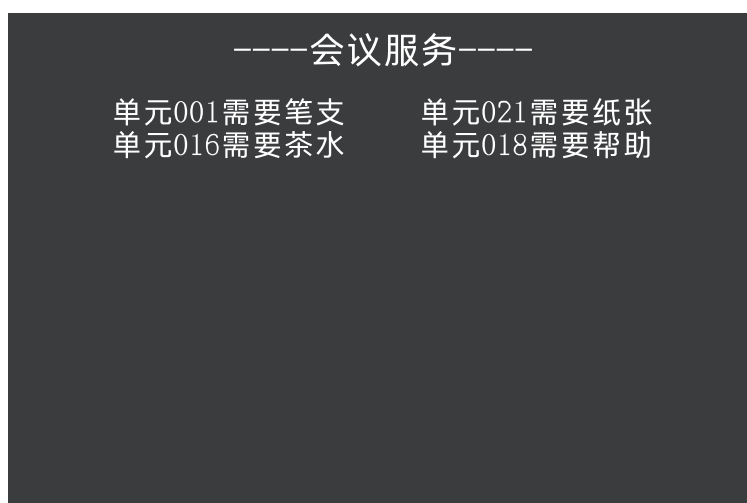 ----会议服务----
单元001需要笔支 单元021需要纸张
单元016需要茶水 单元018需要帮助